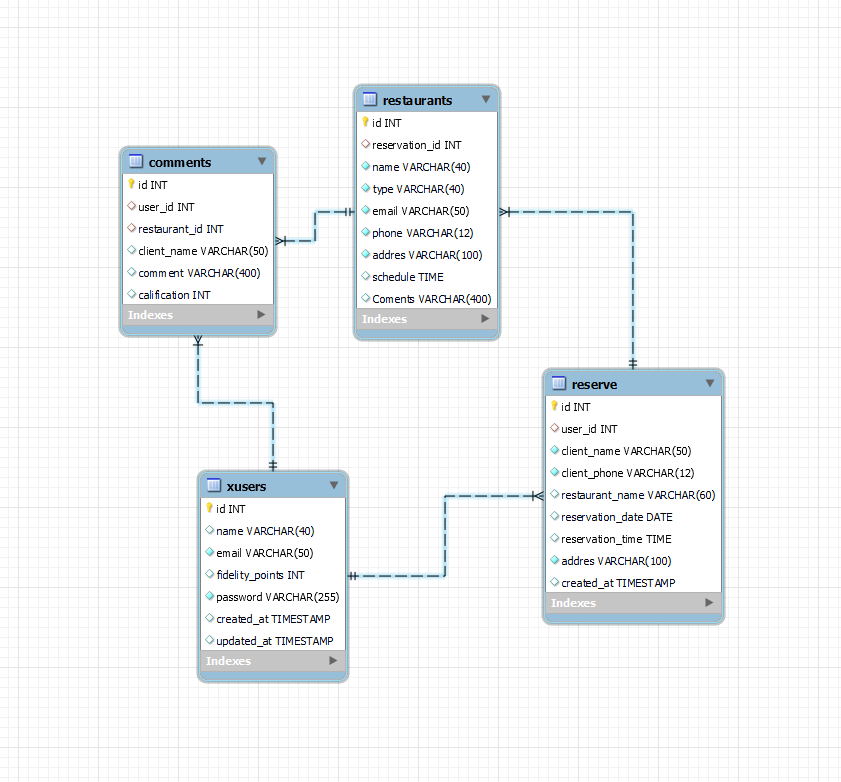 restaurants
id INT
reservation_id INT
name VARCHAR(40)
type VARCHAR(40)
email VARCHAR(50)
phone VARCHAR(12)
addres VARCHAR(100)
schedule TIME
Coments VARCHAR(400)
Indexes
comments
id INT
user_id INT
restaurant_id INT
client_name VARCHAR(50)
comment VARCHAR(400)
calification INT
Indexes
reserve
id INT
user_id INT
client_name VARCHAR(50)
client_phone VARCHAR(12)
restaurant_name VARCHAR(60)
reservation_date DATE
reservation_time TIME
addres VARCHAR(100)
created_at TIMESTAMP
Indexes
xusers
id INT
name VARCHAR(40)
email VARCHAR(50)
fidelity_points INT
password VARCHAR(255)
created_at TIMESTAMP
updated_at TIMESTAMP
Indexes